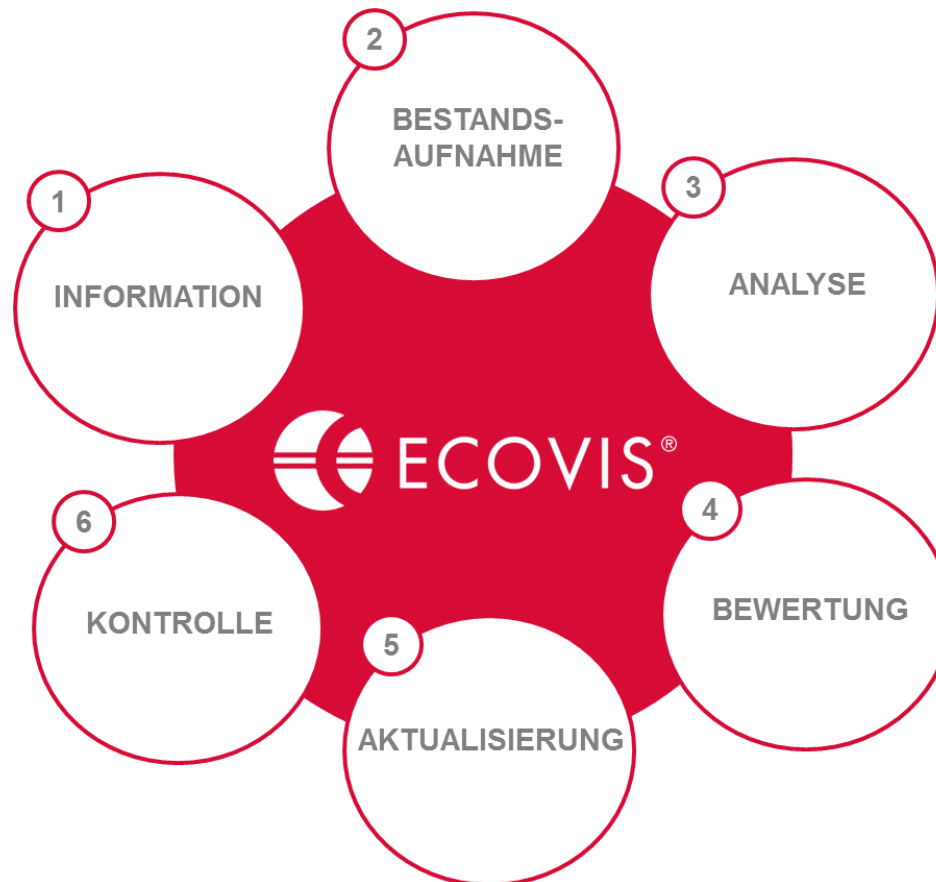 1
INFORMATION
2
BESTANDS-
AUFNAHME
3
ANALYSE
4
BEWERTUNG
5
AKTUALISIERUNG
6
KONTROLLE
ECOVIS®